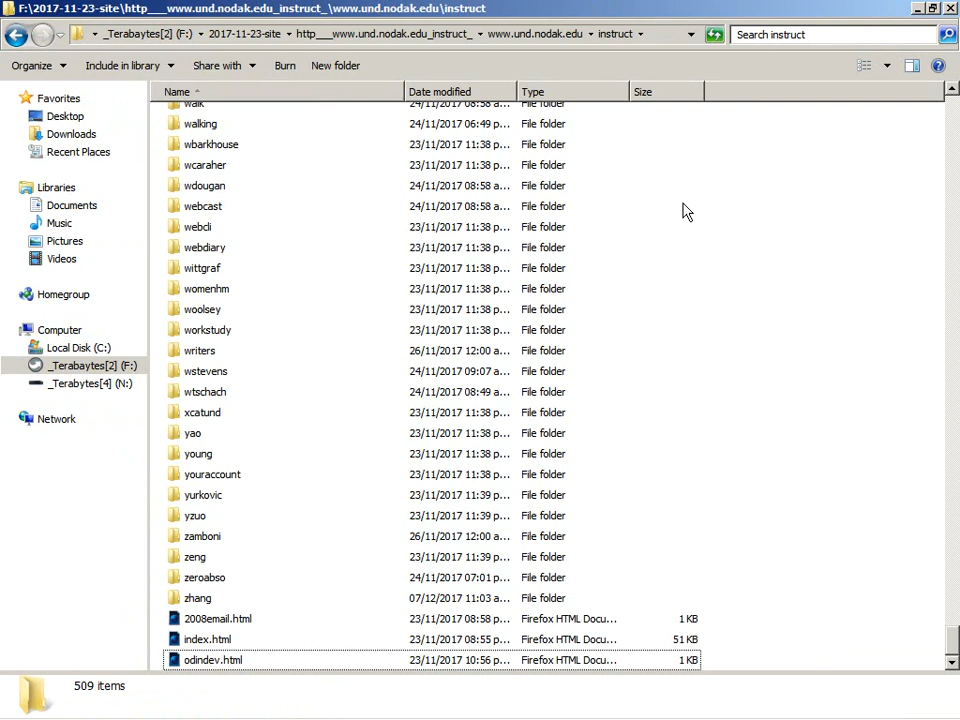 F:\2017-11-23-site\http___www.und.nodak.edu_instruct_\www.und.nodak.edu\instruct
_Terabaytes[2] (F:) 2017-11-23-site http___www.und.nodak.edu_instruct_ www.und.nodak.edu instruct Search instruct
Organize Include in library Share with Burn New folder
Name Date modified Type Size
Favorites
Desktop
Downloads
Recent Places
Libraries
Documents
Music
Pictures
Videos
Homegroup
Computer
Local Disk (C:)
_Terabaytes[2] (F:)
_Terabytes[4] (N:)
Network
walk 24/11/2017 08:58 a... File folder
walking 24/11/2017 06:49 p... File folder
wbarkhouse 23/11/2017 11:38 p... File folder
wcaraher 23/11/2017 11:38 p... File folder
wdougan 24/11/2017 08:58 a... File folder
webcast 24/11/2017 08:58 a... File folder
webcli 23/11/2017 11:38 p... File folder
webdiary 23/11/2017 11:38 p... File folder
wittgraf 23/11/2017 11:38 p... File folder
womenhm 23/11/2017 11:38 p... File folder
woolsey 23/11/2017 11:38 p... File folder
workstudy 23/11/2017 11:38 p... File folder
writers 26/11/2017 12:00 a... File folder
wstevens 24/11/2017 09:07 a... File folder
wtschach 24/11/2017 08:49 a... File folder
xcatund 23/11/2017 11:38 p... File folder
yao 23/11/2017 11:38 p... File folder
young 23/11/2017 11:38 p... File folder
youraccount 23/11/2017 11:38 p... File folder
yurkovic 23/11/2017 11:39 p... File folder
yzuo 23/11/2017 11:39 p... File folder
zamboni 26/11/2017 12:00 a... File folder
zeng 23/11/2017 11:39 p... File folder
zeroabso 24/11/2017 07:01 p... File folder
zhang 07/12/2017 11:03 a... File folder
2008email.html 23/11/2017 08:58 p... Firefox HTML Docu... 1 KB
index.html 23/11/2017 08:55 p... Firefox HTML Docu... 51 KB
odindev.html 23/11/2017 10:56 p... Firefox HTML Docu... 1 KB
509 items